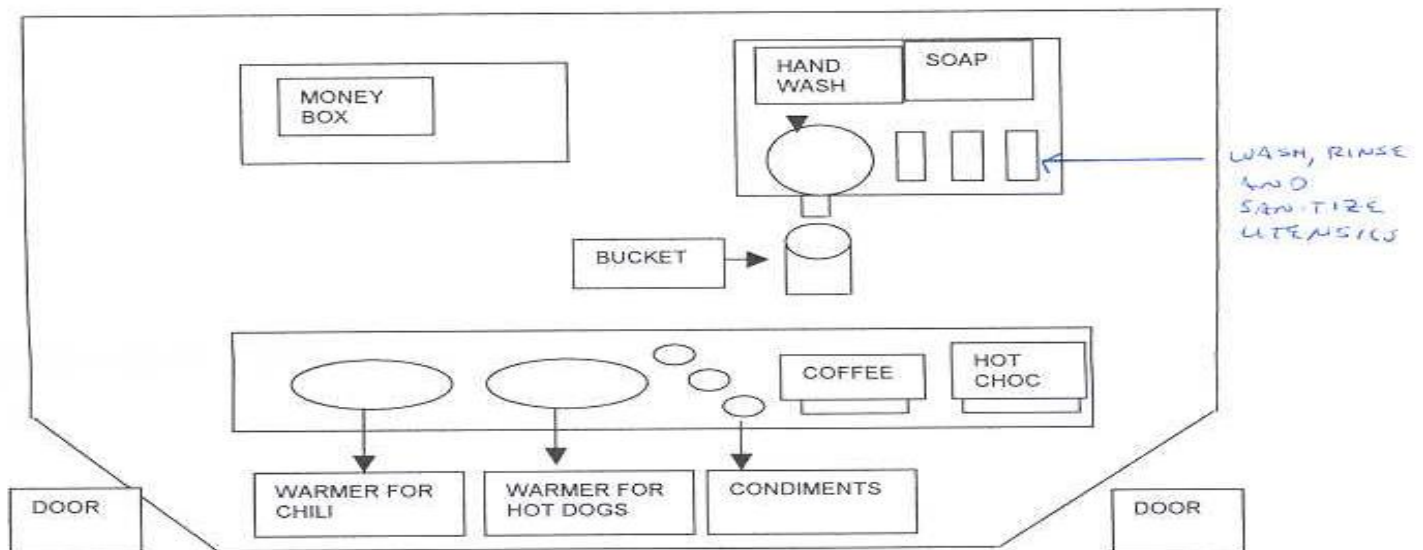 HAND
WASH
SOAP
MONEY
BOX
WASH, RINSE
AND
SANITIZE
UTENSILS
BUCKET
COFFEE
HOT
CHOC
WARMER FOR
CHILI
WARMER FOR
HOT DOGS
CONDIMENTS
DOOR
DOOR